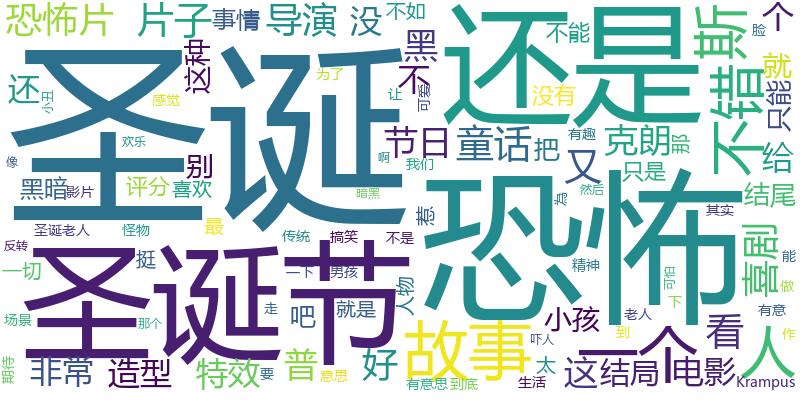 恐怖片
片子
事情
导演
没
不如
还是
脸
个
圣诞
这种
为了
黑
不
不能
斯
还
小丑
感觉
让
可爱
没有
不错
就
只能
欢乐
节日
童话
把
有趣
克朗
那
啊
像
黑暗
影片
评分
喜欢
别
我们
又
只是
给
最
暗黑
恐怖
為
然后
结尾
圣诞老人
怪物
传统
搞笑
不是
惹
其实
反转
圣诞节
挺
喜剧
能
一切
一下
男孩
人物
精神
可怕
做
场景
那个
走
吧
就是
故事
小孩
老人
下
有意
吓人
到
一个
看
人
作
期待
非常
造型
特效
要
普
意思
好
有意思
到底
太
生活
这
结局
电影
Krampus